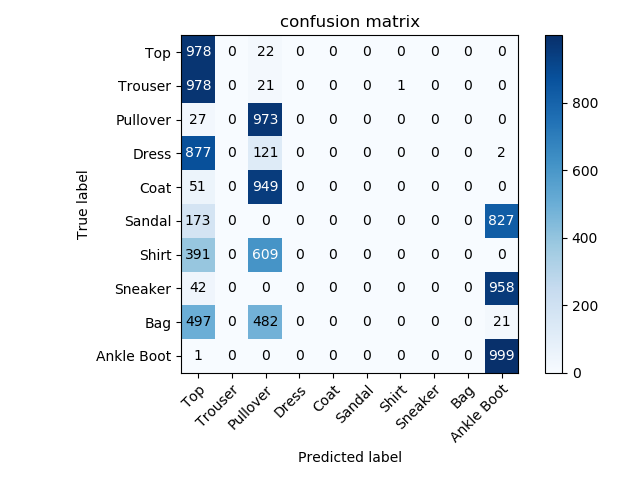 confusion matrix
True label
Top 978 0 22 0 0 0 0 0 0 0
Trouser 978 0 21 0 0 0 1 0 0 0
Pullover 27 0 973 0 0 0 0 0 0 0
Dress 877 0 121 0 0 0 0 0 0 2
Coat 51 0 949 0 0 0 0 0 0 0
Sandal 173 0 0 0 0 0 0 0 0 827
Shirt 391 0 609 0 0 0 0 0 0 0
Sneaker 42 0 0 0 0 0 0 0 0 958
Bag 497 0 482 0 0 0 0 0 0 21
Ankle Boot 1 0 0 0 0 0 0 0 0 999
Top Trouser Pullover Dress Coat Sandal Shirt Sneaker Bag Ankle Boot
Predicted label
800
600
400
200
0